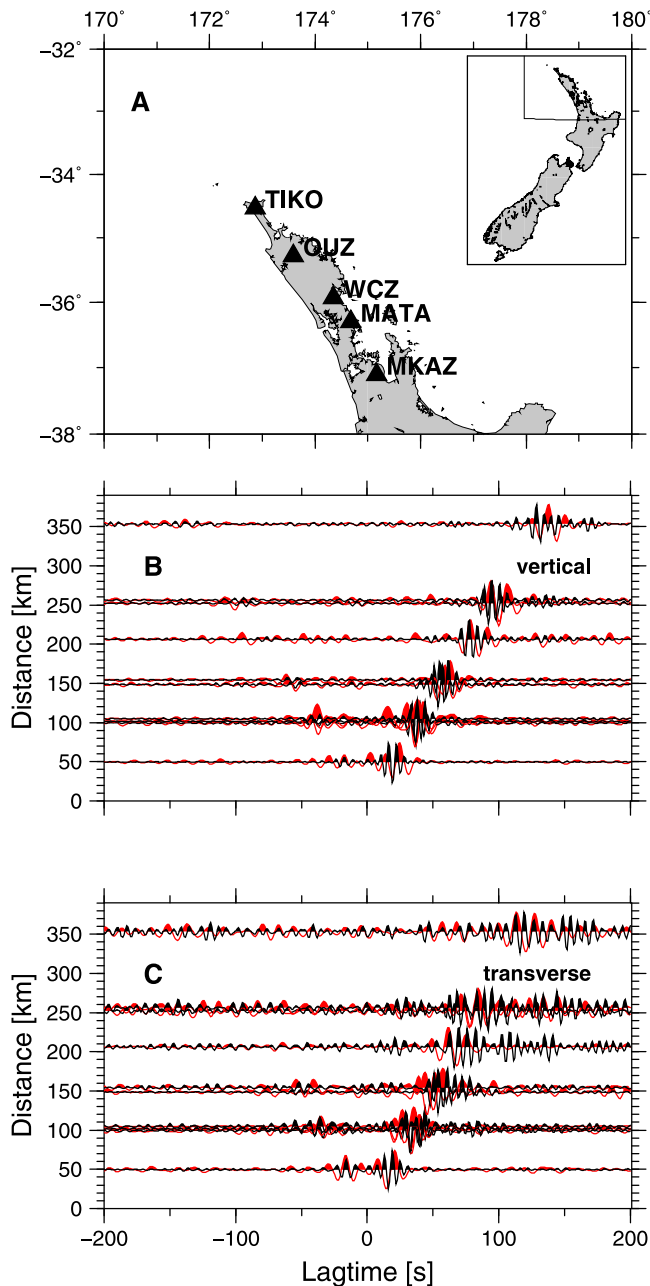 170° 172° 174° 176° 178° 180°
−32°
A
−34°
TIKO
OUZ
−36°
WCZ
MATA
MKAZ
−38°
350
300
B
vertical
250
200
150
100
50
0
Distance [km]
350
300
C
transverse
250
200
150
100
50
0
Distance [km]
−200 −100 0 100 200
Lagtime [s]